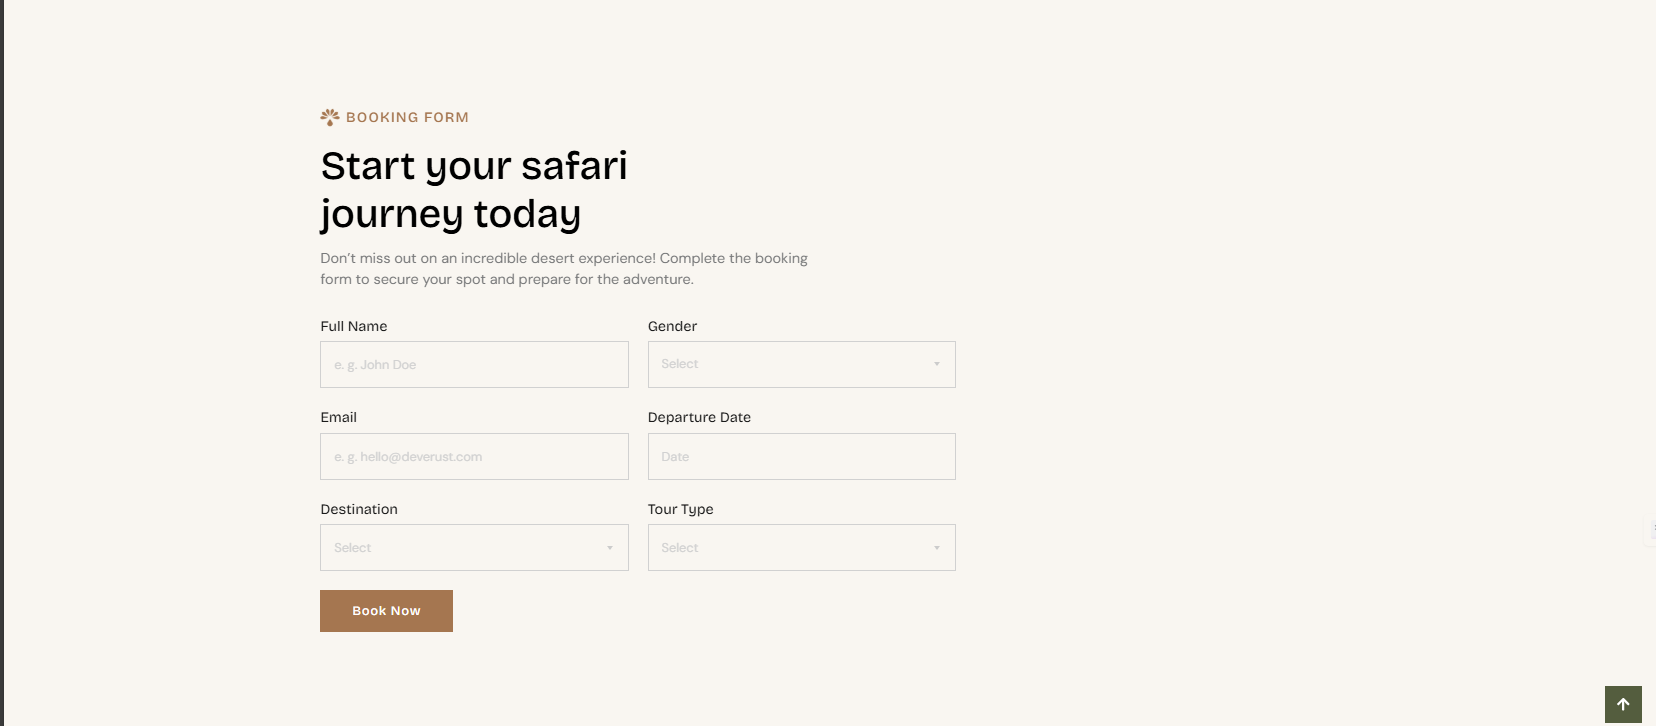 BOOKING FORM
Start your safari
journey today
Don't miss out on an incredible desert experience! Complete the booking
form to secure your spot and prepare for the adventure.
Full Name
Gender
e. g. John Doe
Select
Email
Departure Date
e. g. hello@deverust.com
Date
Destination
Tour Type
Select
Select
Book Now